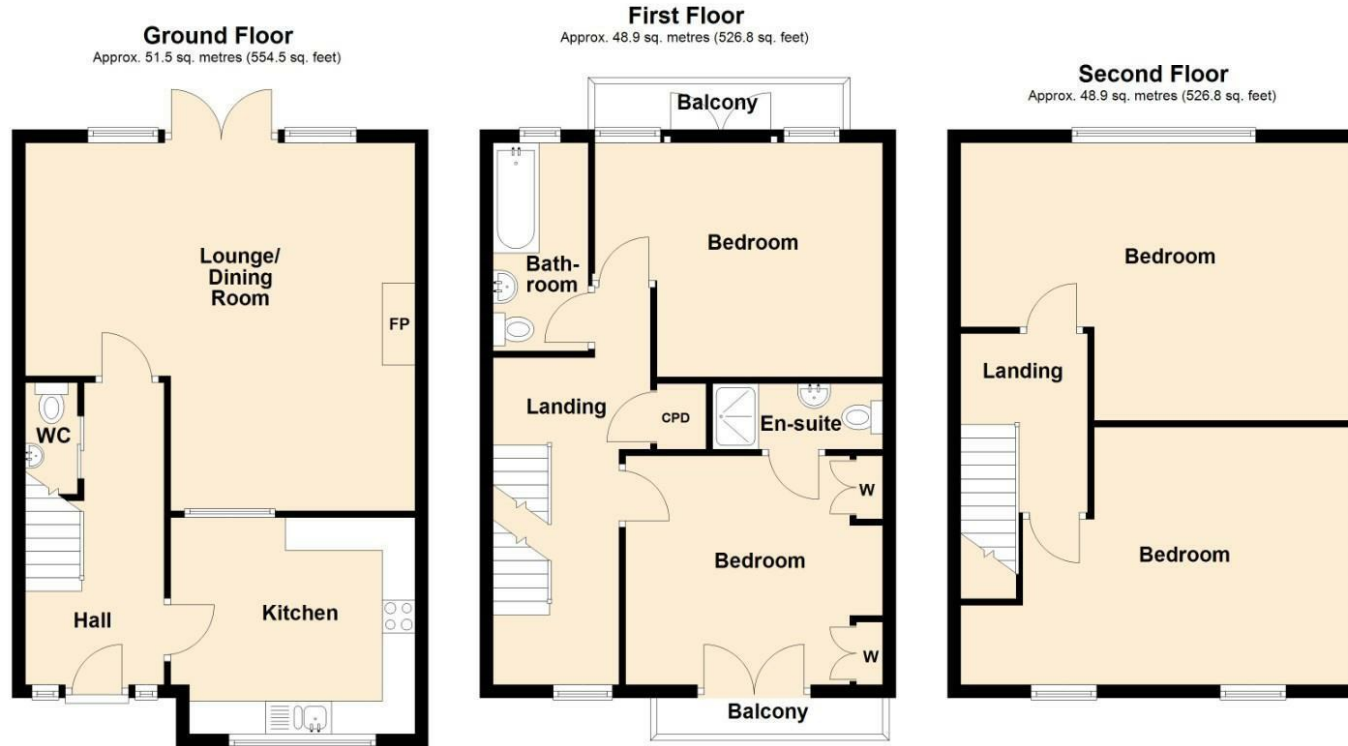 Ground Floor
Approx. 51.5 sq. metres (554.5 sq. feet)
Lounge/
Dining
Room
FP
WC
Hall
Kitchen
First Floor
Approx. 48.9 sq. metres (526.8 sq. feet)
Balcony
Bedroom
Bath-
room
Landing
CPD
En-suite
W
Bedroom
W
Balcony
Second Floor
Approx. 48.9 sq. metres (526.8 sq. feet)
Bedroom
Landing
Bedroom